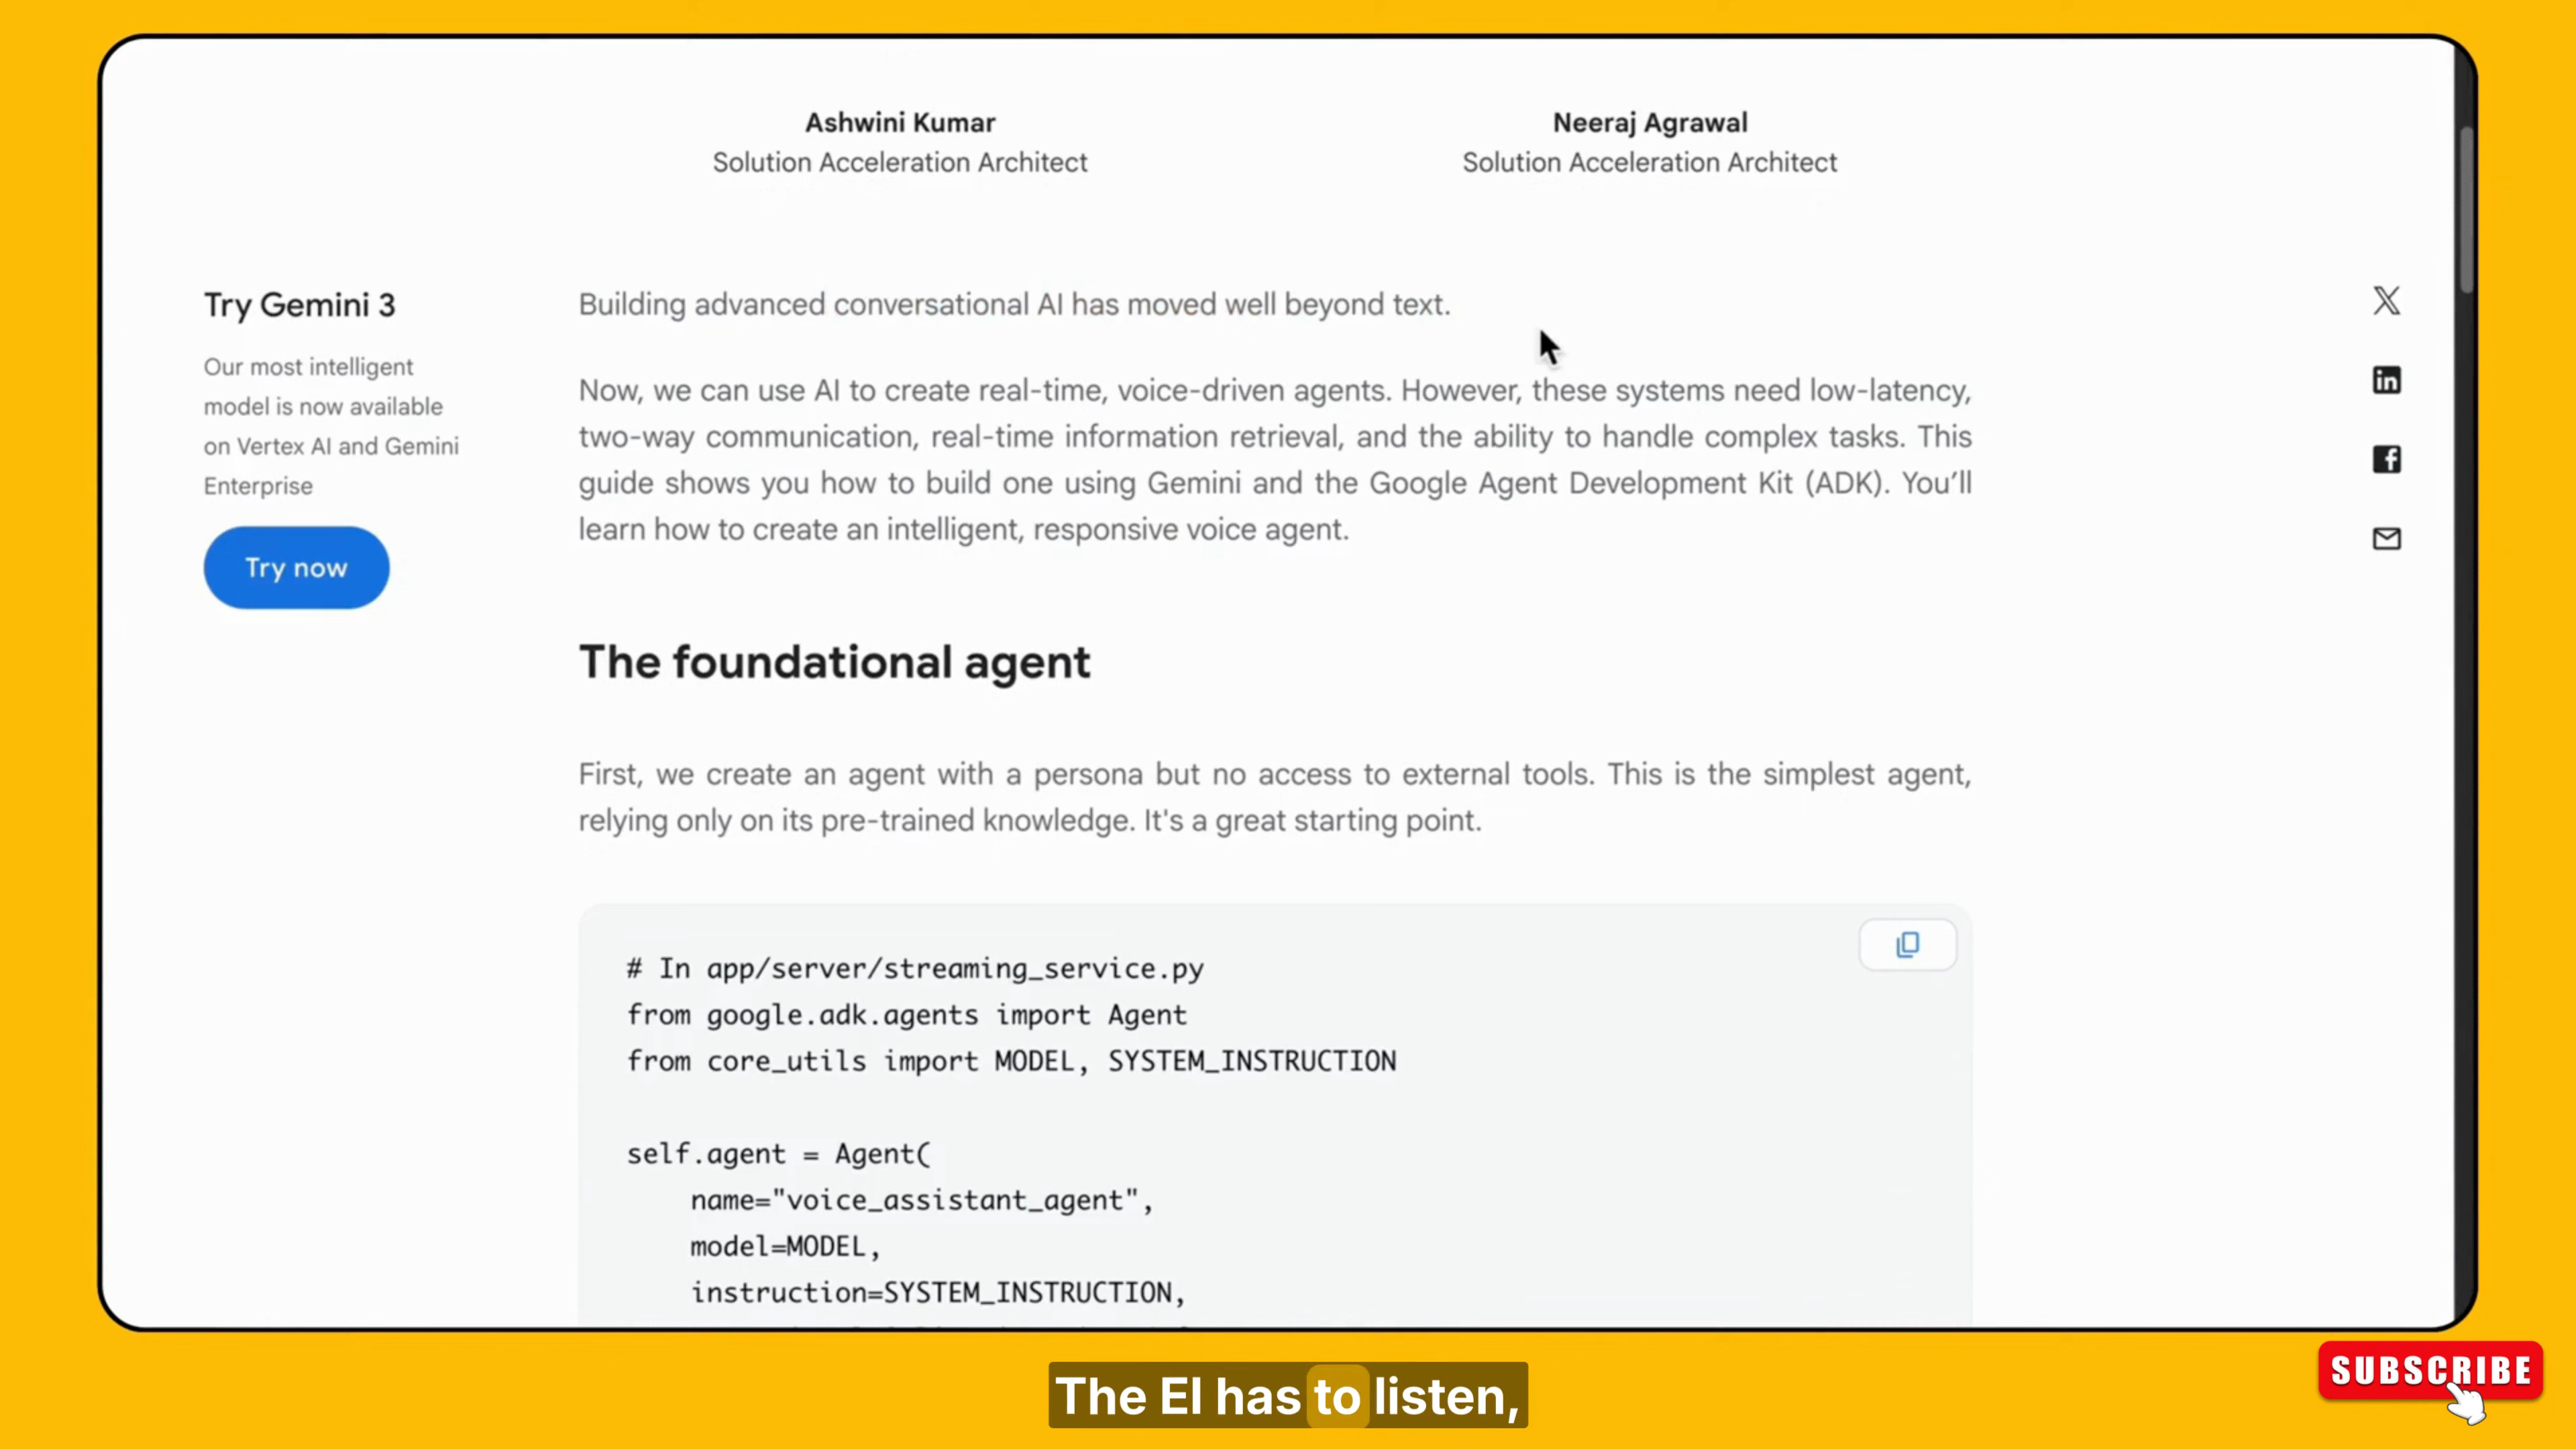 Ashwini Kumar
Solution Acceleration Architect
Neeraj Agrawal
Solution Acceleration Architect
Try Gemini 3
Our most intelligent
model is now available
on Vertex AI and Gemini
Enterprise
Try now
Building advanced conversational AI has moved well beyond text.
Now, we can use AI to create real-time, voice-driven agents. However, these systems need low-latency,
two-way communication, real-time information retrieval, and the ability to handle complex tasks. This
guide shows you how to build one using Gemini and the Google Agent Development Kit (ADK). You’ll
learn how to create an intelligent, responsive voice agent.
The foundational agent
First, we create an agent with a persona but no access to external tools. This is the simplest agent,
relying only on its pre-trained knowledge. It's a great starting point.
# In app/server/streaming_service.py
from google.adk.agents import Agent
from core_utils import MODEL, SYSTEM_INSTRUCTION
self.agent = Agent(
    name="voice_assistant_agent",
    model=MODEL,
    instruction=SYSTEM_INSTRUCTION,
The EI has to listen,
SUBSCRIBE